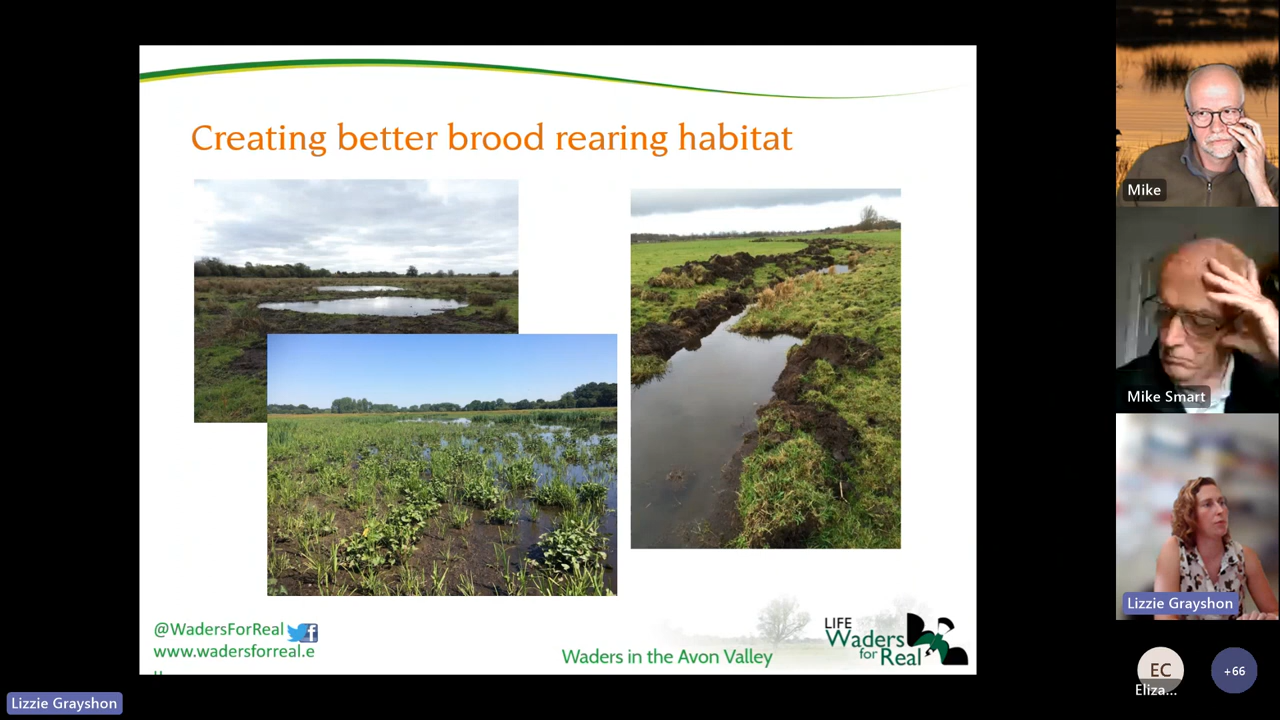 Creating better brood rearing habitat
@WadersForReal
www.wadersforreal.e
u
Waders in the Avon Valley
LIFE
Waders
for Real
Mike
Mike Smart
Lizzie Grayshon
EC
Eliza...
+66
Lizzie Grayshon